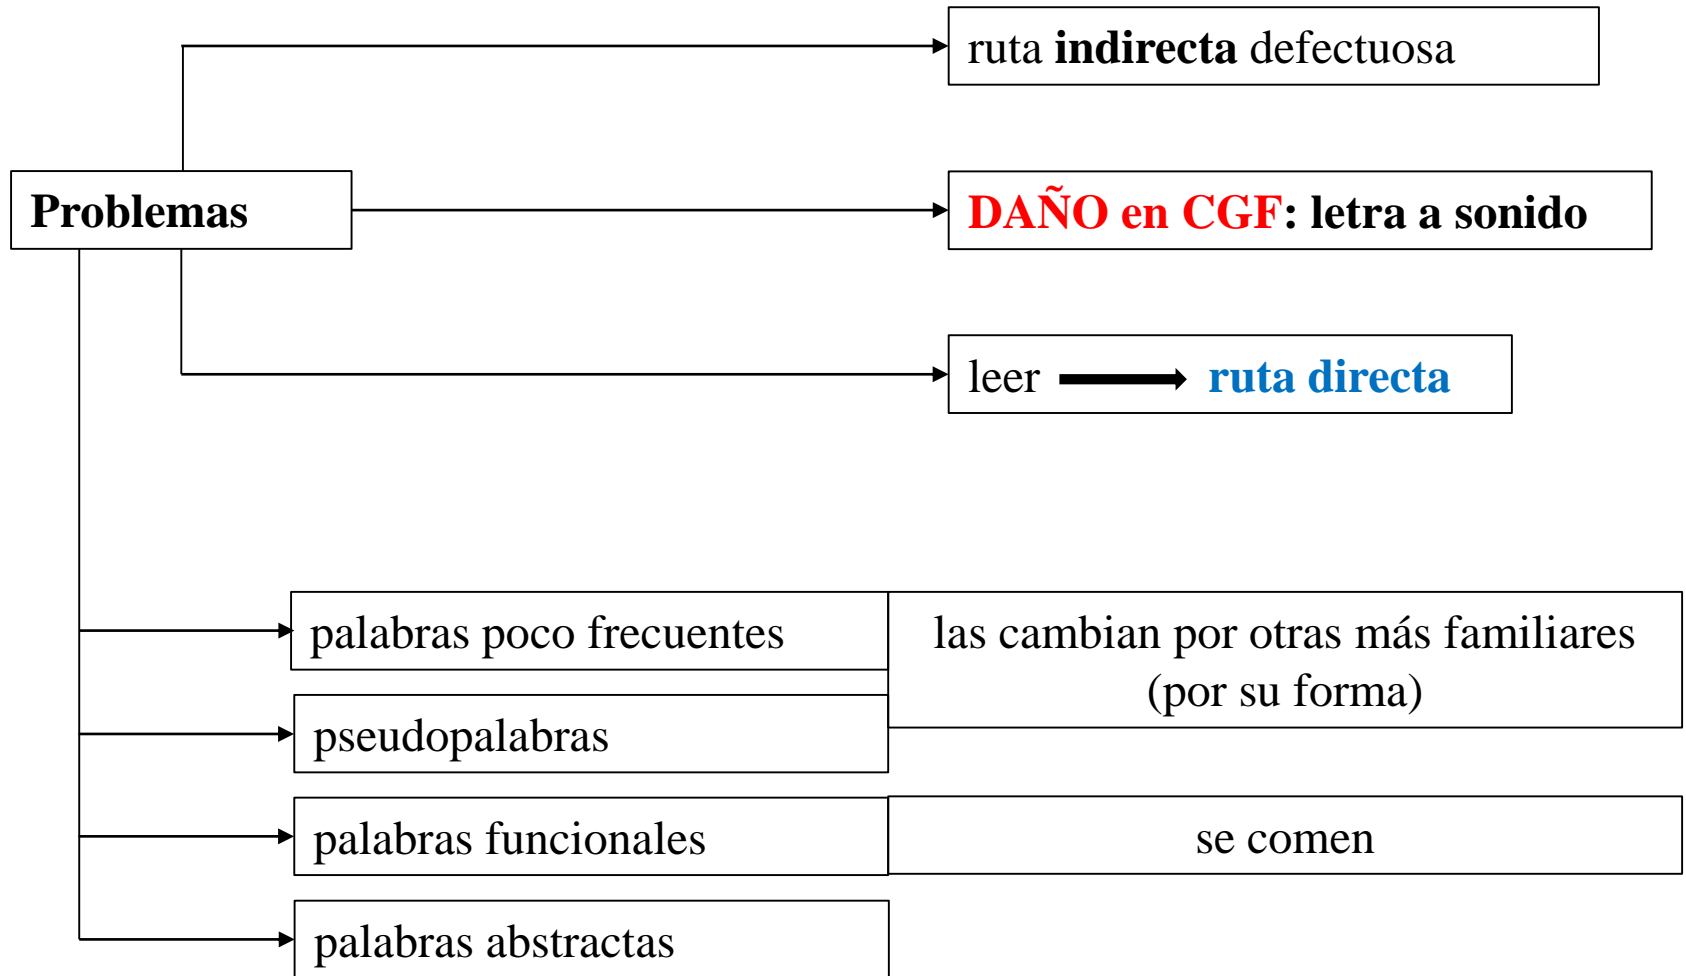 ruta indirecta defectuosa
Problemas
DAÑO en CGF: letra a sonido
leer ruta directa
palabras poco frecuentes
las cambian por otras más familiares
(por su forma)
pseudopalabras
palabras funcionales
se comen
palabras abstractas